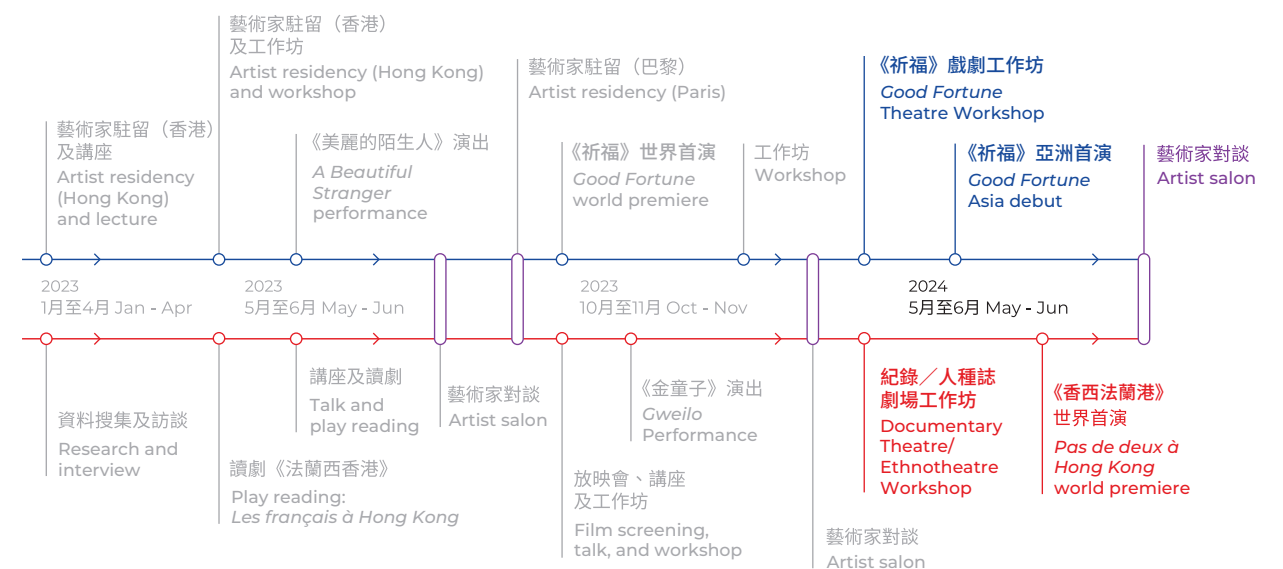 藝術家駐留（香港）
及講座
Artist residency
(Hong Kong)
and lecture
藝術家駐留（香港）
及工作坊
Artist residency (Hong Kong)
and workshop
《美麗的陌生人》演出
A Beautiful
Stranger
performance
藝術家駐留（巴黎）
Artist residency (Paris)
《祈福》世界首演
Good Fortune
world premiere
工作坊
Workshop
《祈福》戲劇工作坊
Good Fortune
Theatre Workshop
《祈福》亞洲首演
Good Fortune
Asia debut
藝術家對談
Artist salon
2023
1月至4月 Jan - Apr
2023
5月至6月 May - Jun
2023
10月至11月 Oct - Nov
2024
5月至6月 May - Jun
資料搜集及訪談
Research and
interview
讀劇《法蘭西香港》
Play reading:
Les français à Hong Kong
講座及讀劇
Talk and
play reading
藝術家對談
Artist salon
放映會、講座
及工作坊
Film screening,
talk, and workshop
《金童子》演出
Gweilo
Performance
藝術家對談
Artist salon
紀錄／人種誌
劇場工作坊
Documentary
Theatre/
Ethnotheatre
Workshop
《香西法蘭港》
世界首演
Pas de deux à
Hong Kong
world premiere